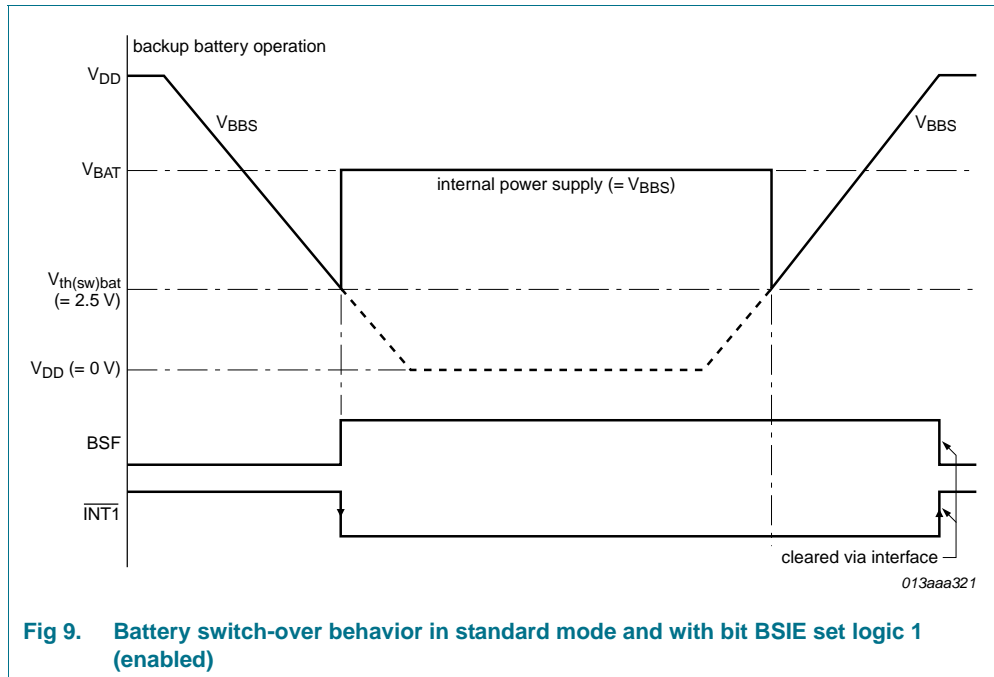 backup battery operation
VDD
VBBS
VBBS
VBAT
internal power supply (= VBBS)
Vth(sw)bat
(= 2.5 V)
VDD (= 0 V)
BSF
INT1
cleared via interface
013aaa321
Fig 9. Battery switch-over behavior in standard mode and with bit BSIE set logic 1
(enabled)